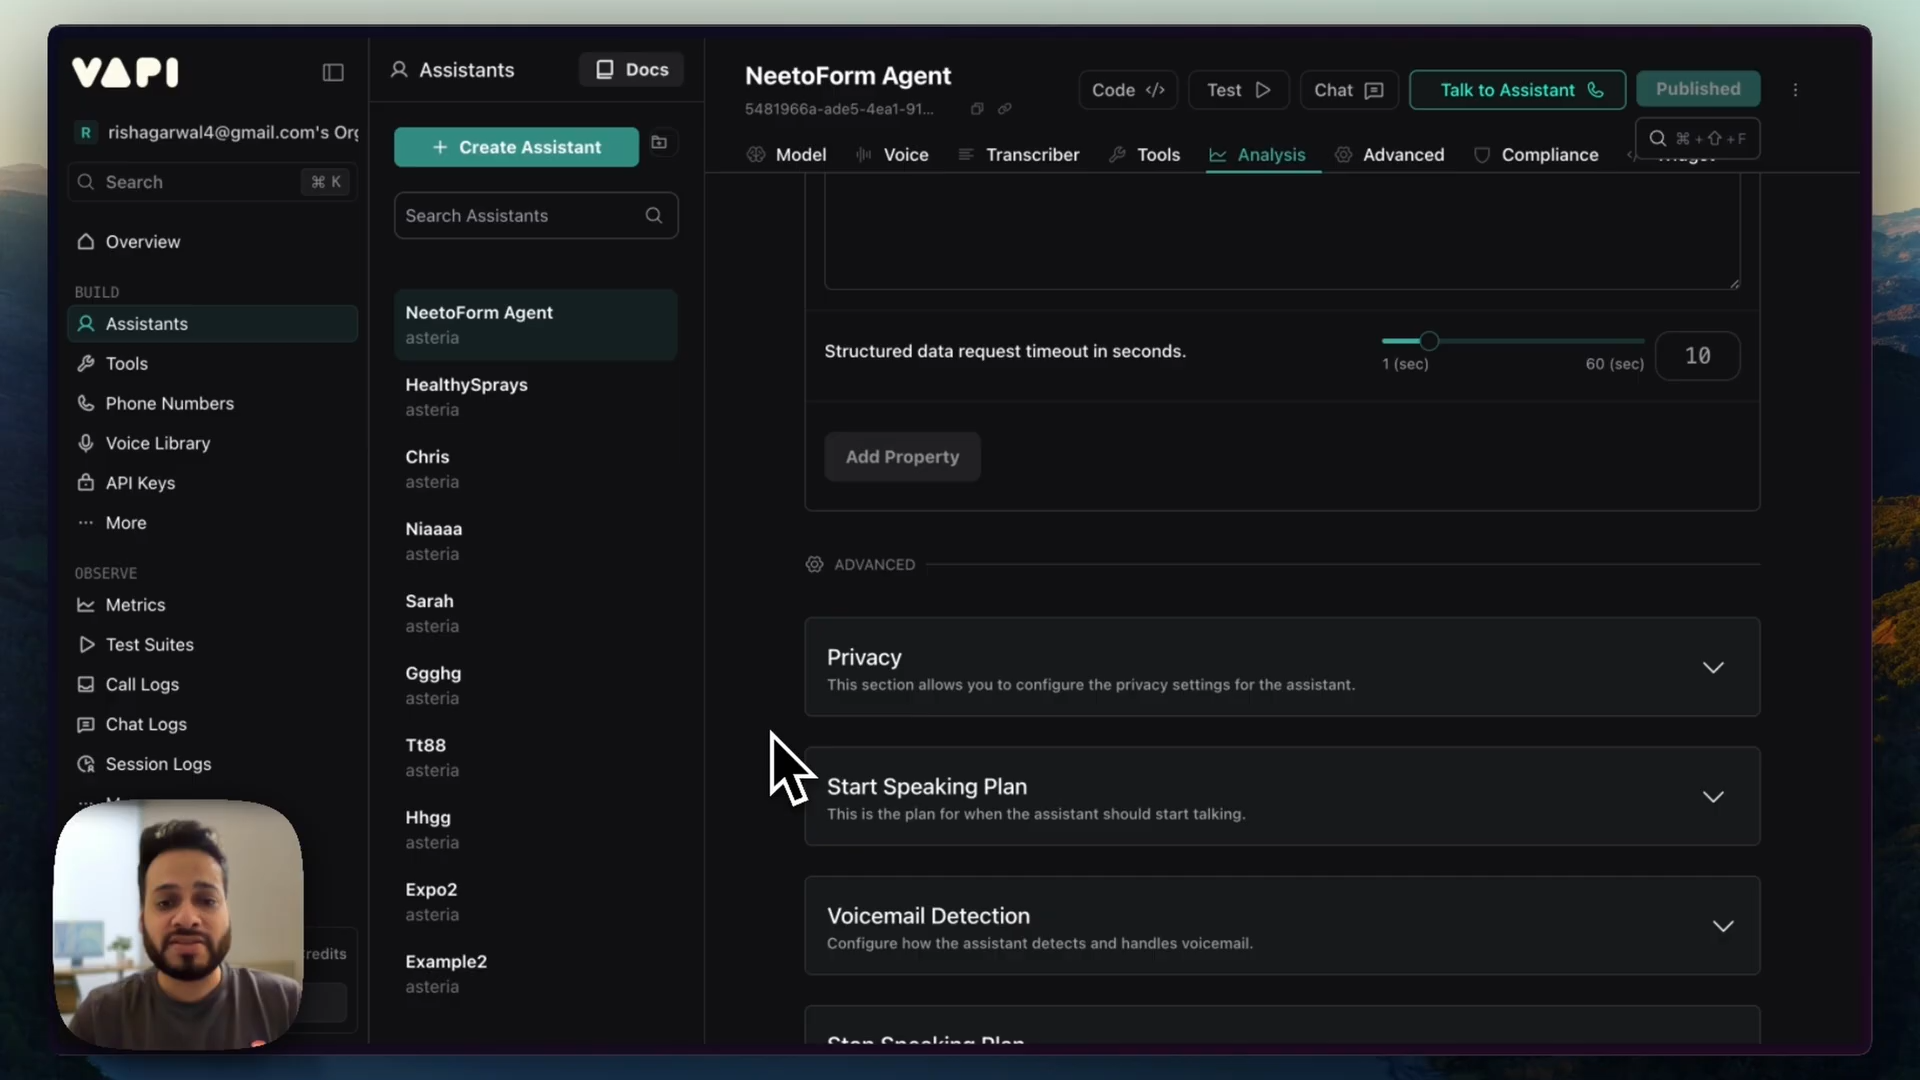 VAPI
R rishagarwal4@gmail.com's Org
Search ⌘ K
Overview
BUILD
Assistants
Tools
Phone Numbers
Voice Library
API Keys
More
OBSERVE
Metrics
Test Suites
Call Logs
Chat Logs
Session Logs
redits
Assistants
Docs
+ Create Assistant
Search Assistants
NeetoForm Agent
asteria
HealthySprays
asteria
Chris
asteria
Niaaaa
asteria
Sarah
asteria
Ggghg
asteria
Tt88
asteria
Hhgg
asteria
Expo2
asteria
Example2
asteria
NeetoForm Agent
5481966a-ade5-4ea1-91...
Code </>
Test
Chat
Talk to Assistant
Published
⌘+⇧+F
Model
Voice
Transcriber
Tools
Analysis
Advanced
Compliance
Widget
Structured data request timeout in seconds.
1 (sec)
60 (sec)
10
Add Property
ADVANCED
Privacy
This section allows you to configure the privacy settings for the assistant.
Start Speaking Plan
This is the plan for when the assistant should start talking.
Voicemail Detection
Configure how the assistant detects and handles voicemail.
Stop Speaking Plan